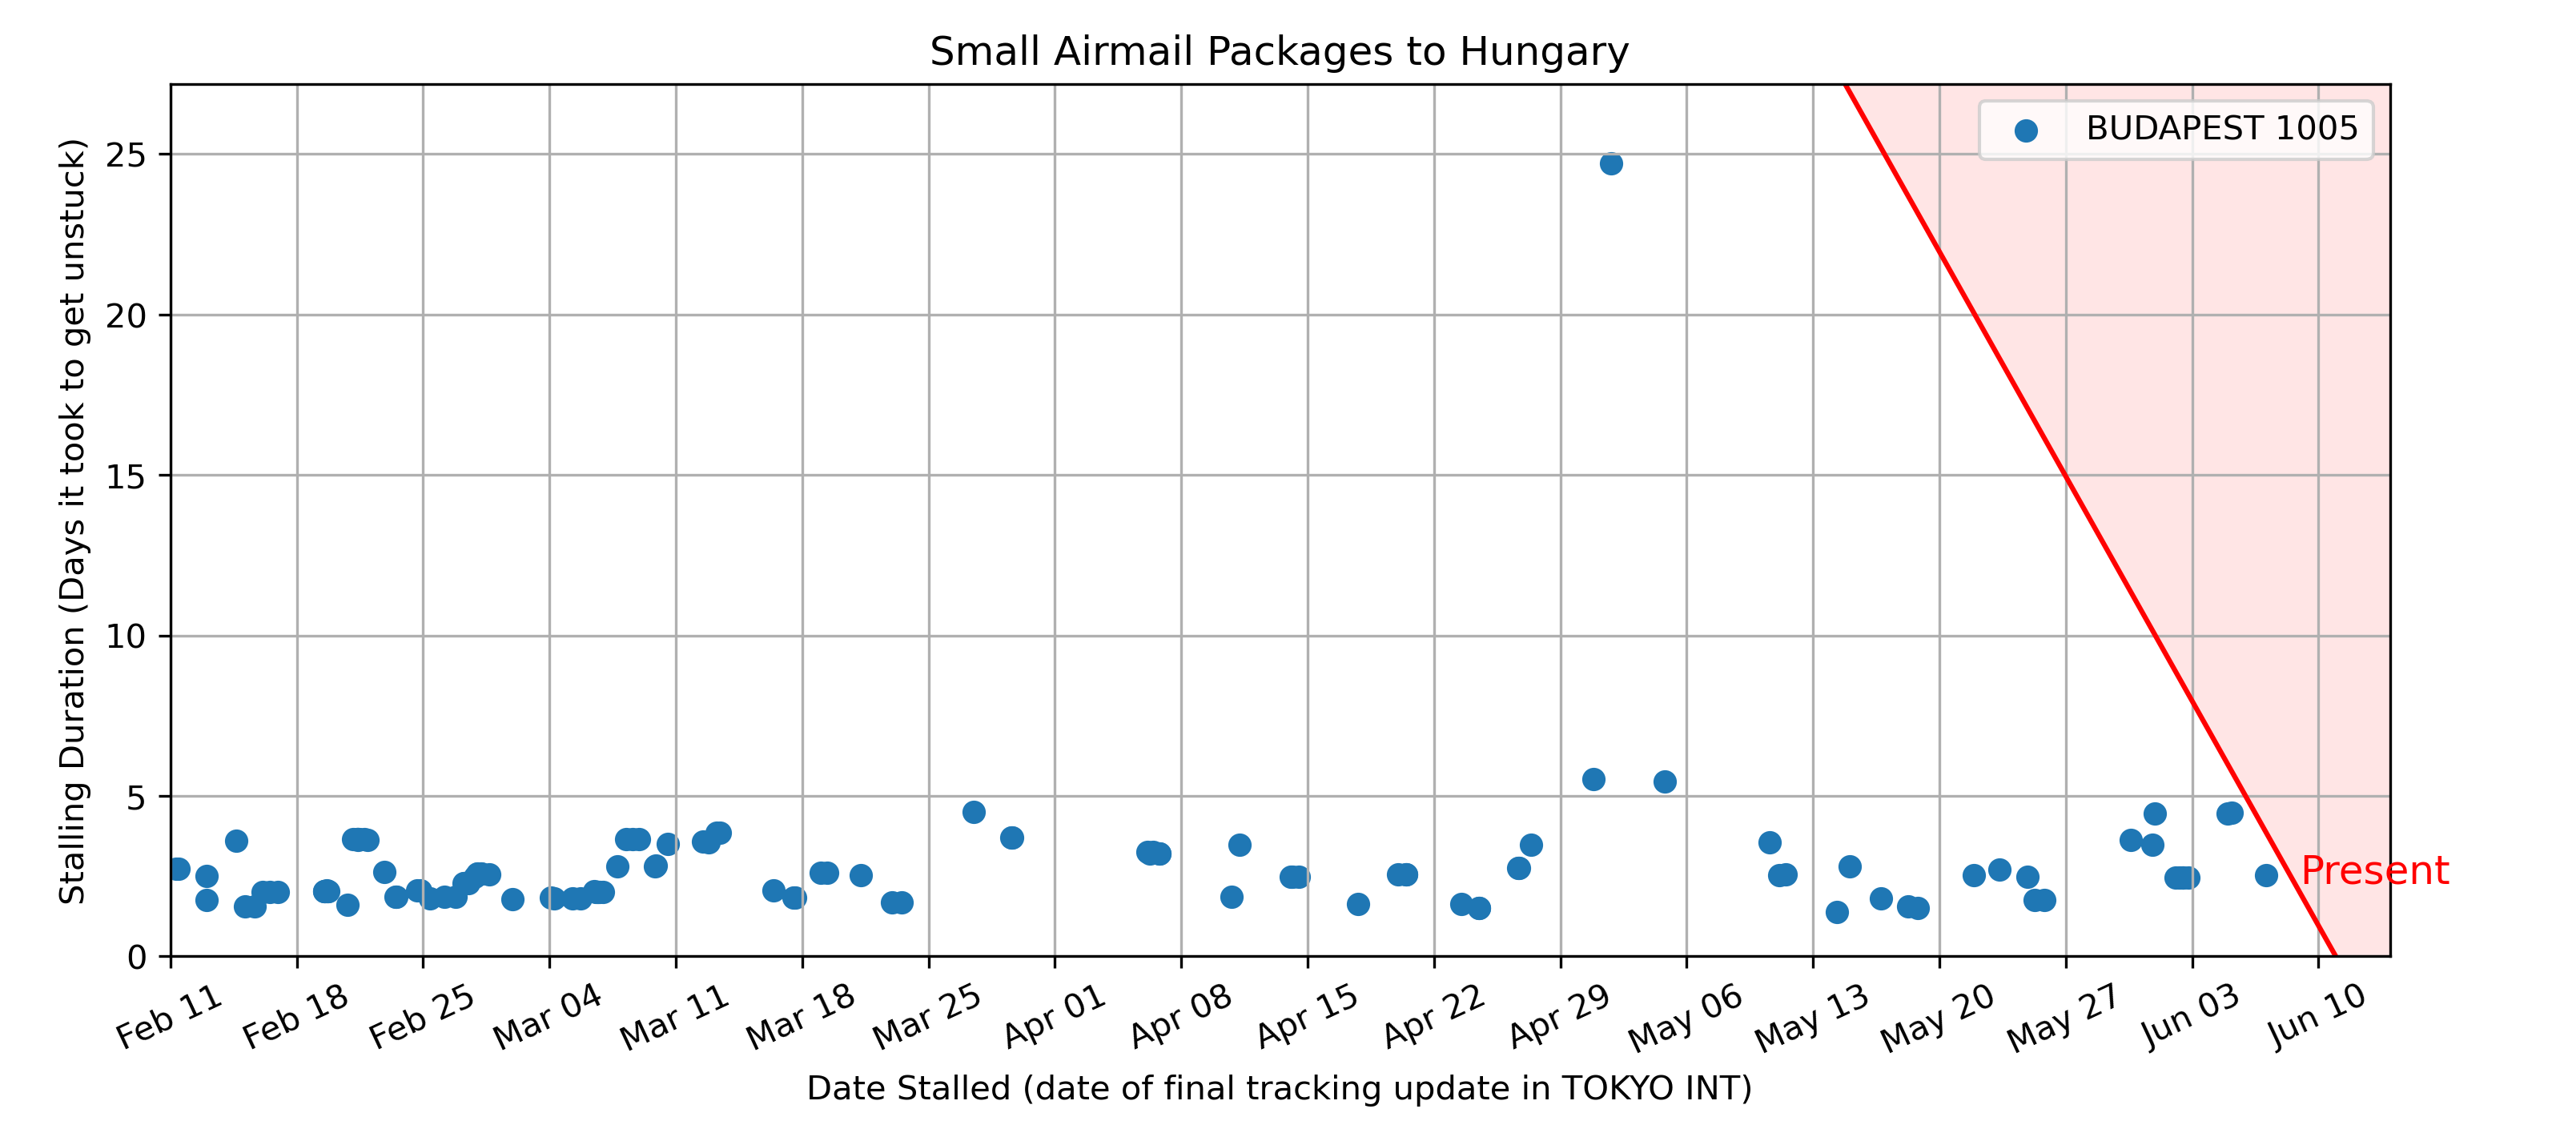 Small Airmail Packages to Hungary
BUDAPEST 1005
Stalling Duration (Days it took to get unstuck)
25
20
15
10
5
0
Present
Feb 11
Feb 18
Feb 25
Mar 04
Mar 11
Mar 18
Mar 25
Apr 01
Apr 08
Apr 15
Apr 22
Apr 29
May 06
May 13
May 20
May 27
Jun 03
Jun 10
Date Stalled (date of final tracking update in TOKYO INT)